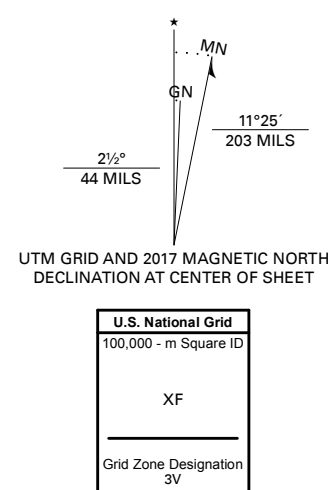 ★
MN
GN
11°25´
203 MILS
2½°
44 MILS
UTM GRID AND 2017 MAGNETIC NORTH
DECLINATION AT CENTER OF SHEET
U.S. National Grid
100,000 - m Square ID
XF
Grid Zone Designation
3V